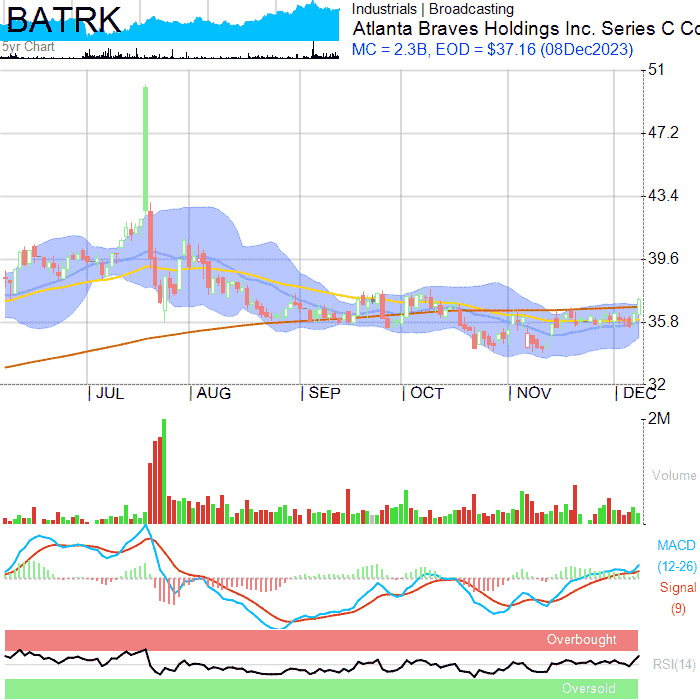 BATRK
5yr Chart
Industrials | Broadcasting
Atlanta Braves Holdings Inc. Series C Co
MC = 2.3B, EOD = $37.16 (08Dec2023)
51
47.2
43.4
39.6
35.8
32
JUL AUG SEP OCT NOV DEC
2M
Volume
MACD
(12-26)
Signal
(9)
Overbought
RSI(14)
Oversold